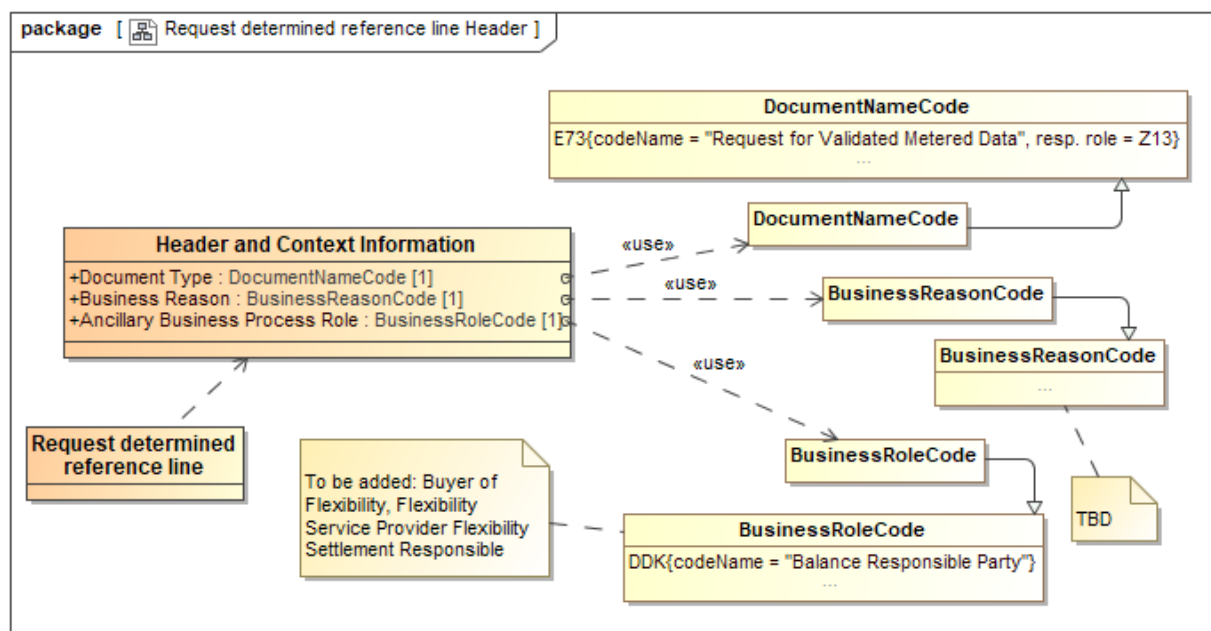 package [ Request determined reference line Header ]
DocumentNameCode
E73{codeName = "Request for Validated Metered Data", resp. role = Z13}
...
DocumentNameCode
Header and Context Information
+Document Type : DocumentNameCode [1]
+Business Reason : BusinessReasonCode [1]
+Ancillary Business Process Role : BusinessRoleCode [1]
«use»
«use»
«use»
BusinessReasonCode
BusinessReasonCode
...
Request determined
reference line
To be added: Buyer of
Flexibility, Flexibility
Service Provider Flexibility
Settlement Responsible
BusinessRoleCode
BusinessRoleCode
DDK{codeName = "Balance Responsible Party"}
...
TBD